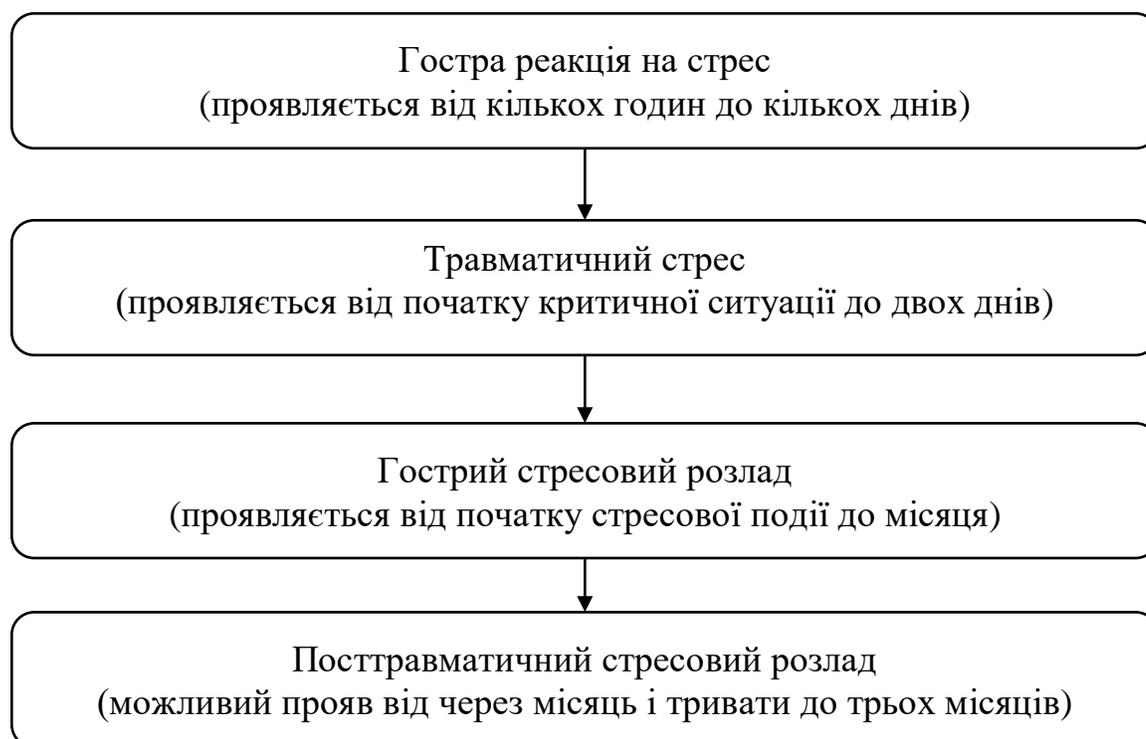 Гостра реакція на стрес
(проявляється від кількох годин до кількох днів)
Травматичний стрес
(проявляється від початку критичної ситуації до двох днів)
Гострий стресовий розлад
(проявляється від початку стресової події до місяця)
Посттравматичний стресовий розлад
(можливий прояв від через місяць і тривати до трьох місяців)